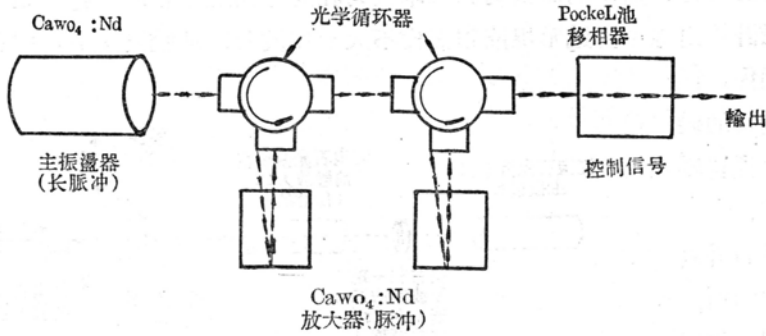 Cawo₄ :Nd
光学循环器
PockeL池
移相器
輸出
主振盪器
(长脉冲)
控制信号
Cawo₄:Nd
放大器(脉冲)